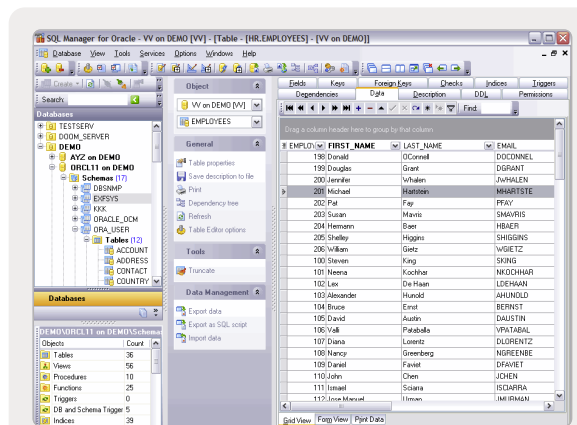 SQL Manager for Oracle - VV on DEMO [VV] - [Table - [HR.EMPLOYEES] - [VV on DEMO]]
Database View Tools Services Options Windows Help
Create
Search:
Databases
TESTSERV
DOOM_SERVER
DEMO
AYZ on DEMO
ORCL11 on DEMO
Schemas (17)
DBSNMP
EXFSYS
KKK
ORACLE_OCM
ORA_USER
Tables (12)
ACCOUNT
ADDRESS
CONTACT
COUNTRY
Databases
DEMO\ORCL11 on DEMO\Schemas
Objects Count
Tables 36
Views 56
Procedures 10
Functions 25
Triggers 0
DB and Schema Trigger 5
Indices 39
Object
VV on DEMO [VV]
EMPLOYEES
General
Table properties
Save description to file
Print
Dependency tree
Refresh
Table Editor options
Tools
Truncate
Data Management
Export data
Export as SQL script
Import data
Fields Keys Foreign Keys Checks Indices Triggers
Dependencies Data Description DDL Permissions
Find:
Drag a column header here to group by that column
EMPLOY FIRST_NAME LAST_NAME EMAIL
198 Donald OConnell DOCONNEL
199 Douglas Grant DGRANT
200 Jennifer Whalen JWHALEN
201 Michael Hartstein MHARTSTE
202 Pat Fay PFAY
203 Susan Mavris SMAVRIS
204 Hermann Baer HBAER
205 Shelley Higgins SHIGGINS
206 William Gietz WGIETZ
100 Steven King SKING
101 Neena Kochhar NKOCHHAR
102 Lex De Haan LDEHAAN
103 Alexander Hunold AHUNOLD
104 Bruce Ernst BERNST
105 David Austin DAUSTIN
106 Valli Pataballa VPATABAL
107 Diana Lorentz DLORENTZ
108 Nancy Greenberg NGREENBE
109 Daniel Faviet DFAVIET
110 John Chen JCHEN
111 Ismael Sciarra ISCIARRA
112 Jose Manuel Urman JMURMAN
Grid View Form View Print Data